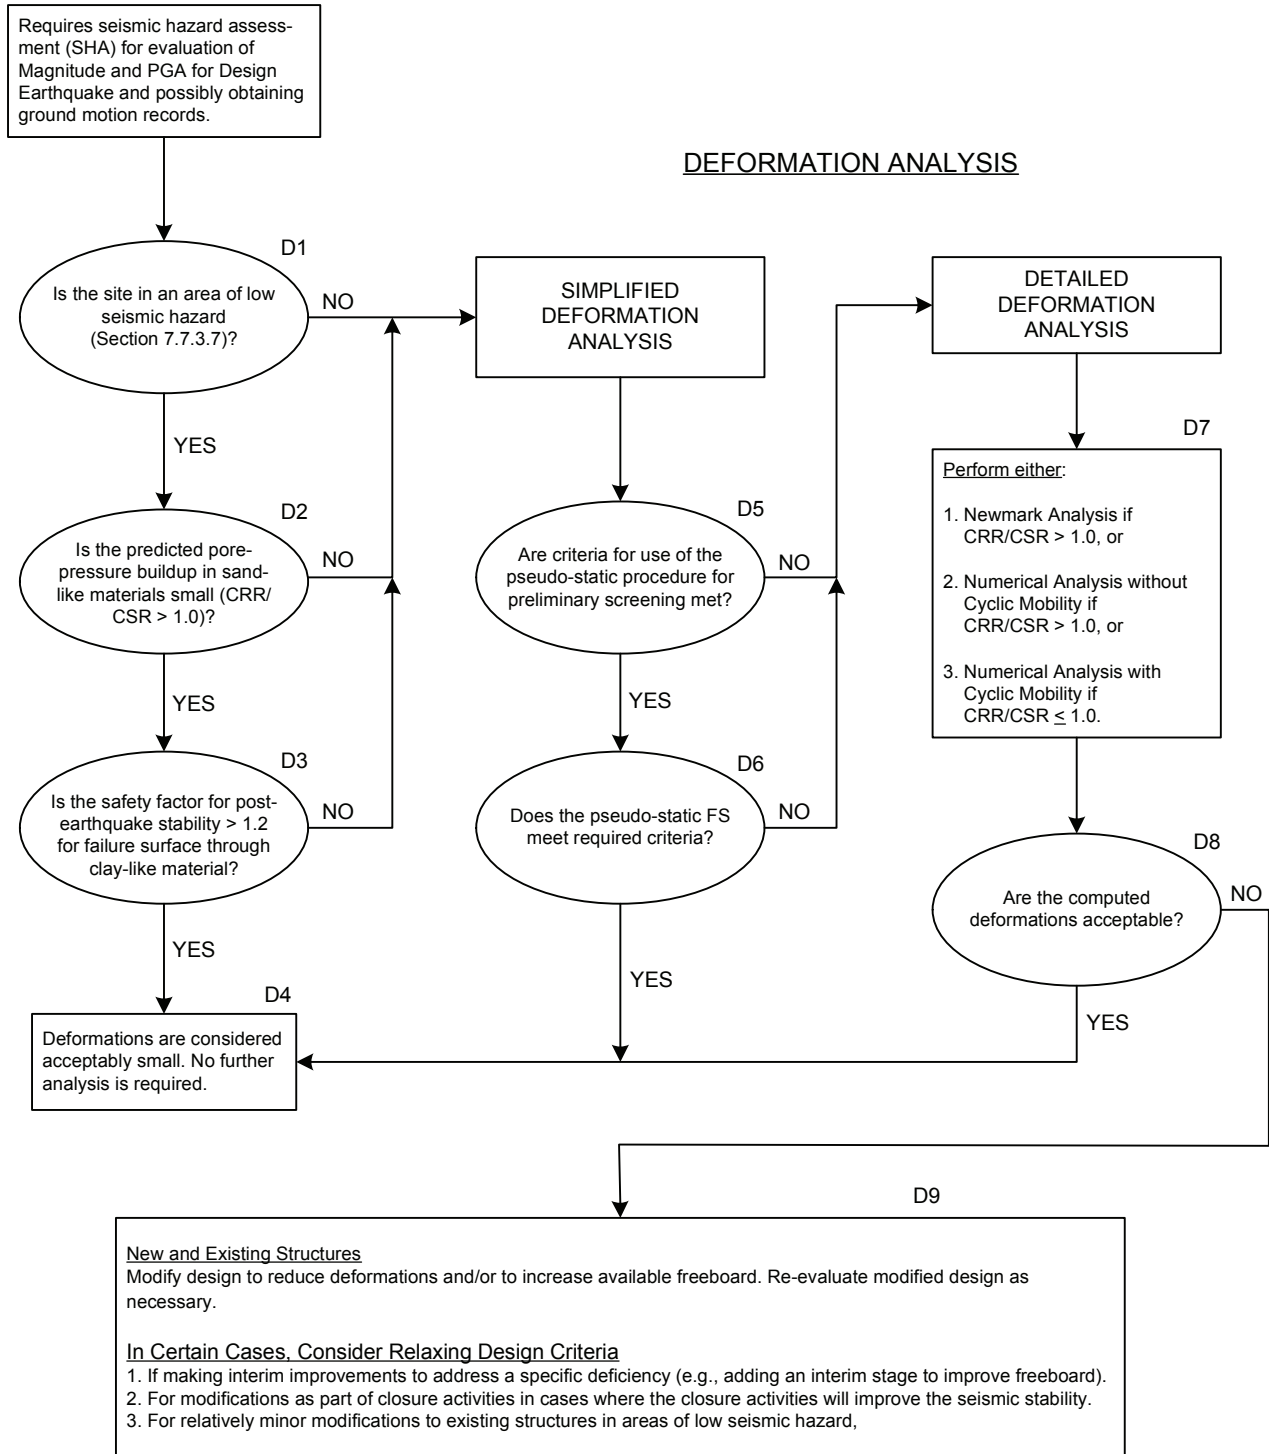 Requires seismic hazard assess-
ment (SHA) for evaluation of
Magnitude and PGA for Design
Earthquake and possibly obtaining
ground motion records.
DEFORMATION ANALYSIS
D1
Is the site in an area of low
seismic hazard
(Section 7.7.3.7)?
NO
YES
D2
Is the predicted pore-
pressure buildup in sand-
like materials small (CRR/
CSR > 1.0)?
NO
YES
D3
Is the safety factor for post-
earthquake stability > 1.2
for failure surface through
clay-like material?
NO
YES
D4
Deformations are considered
acceptably small. No further
analysis is required.
SIMPLIFIED
DEFORMATION
ANALYSIS
D5
Are criteria for use of the
pseudo-static procedure for
preliminary screening met?
NO
YES
D6
Does the pseudo-static FS
meet required criteria?
NO
YES
DETAILED
DEFORMATION
ANALYSIS
D7
Perform either:
1. Newmark Analysis if
CRR/CSR > 1.0, or
2. Numerical Analysis without
Cyclic Mobility if
CRR/CSR > 1.0, or
3. Numerical Analysis with
Cyclic Mobility if
CRR/CSR ≤ 1.0.
D8
Are the computed
deformations acceptable?
NO
YES
D9
New and Existing Structures
Modify design to reduce deformations and/or to increase available freeboard. Re-evaluate modified design as
necessary.
In Certain Cases, Consider Relaxing Design Criteria
1. If making interim improvements to address a specific deficiency (e.g., adding an interim stage to improve freeboard).
2. For modifications as part of closure activities in cases where the closure activities will improve the seismic stability.
3. For relatively minor modifications to existing structures in areas of low seismic hazard,